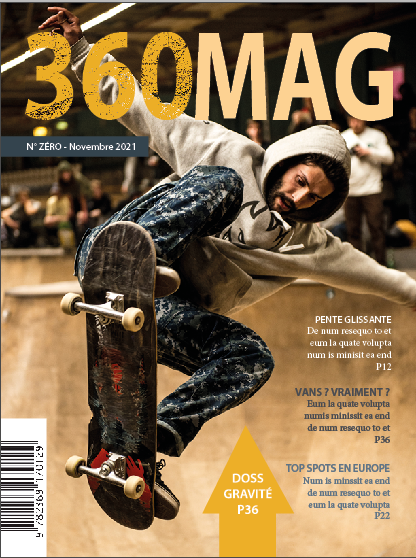 360MAG
N° ZÉRO - Novembre 2021
PENTE GLISSANTE
De num resequo to et
eum la quate volupta
num is minisit ea end
P12
VANS ? VRAIMENT ?
Eum la quate volupta
numis minissit ea end
de num resequo to et
P36
TOP SPOTS EN EUROPE
Num is minssit ea end
de num resequo to et
eum la quate volupta
P22
DOSS
GRAVITÉ
P36